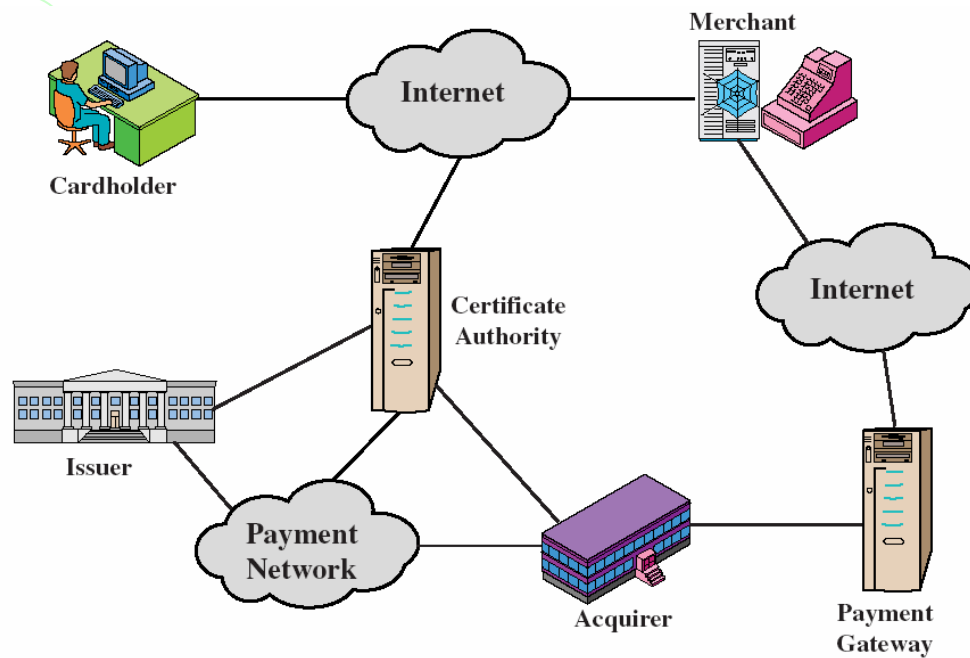 Merchant
Internet
Cardholder
Certificate
Authority
Internet
Issuer
Payment
Network
Acquirer
Payment
Gateway